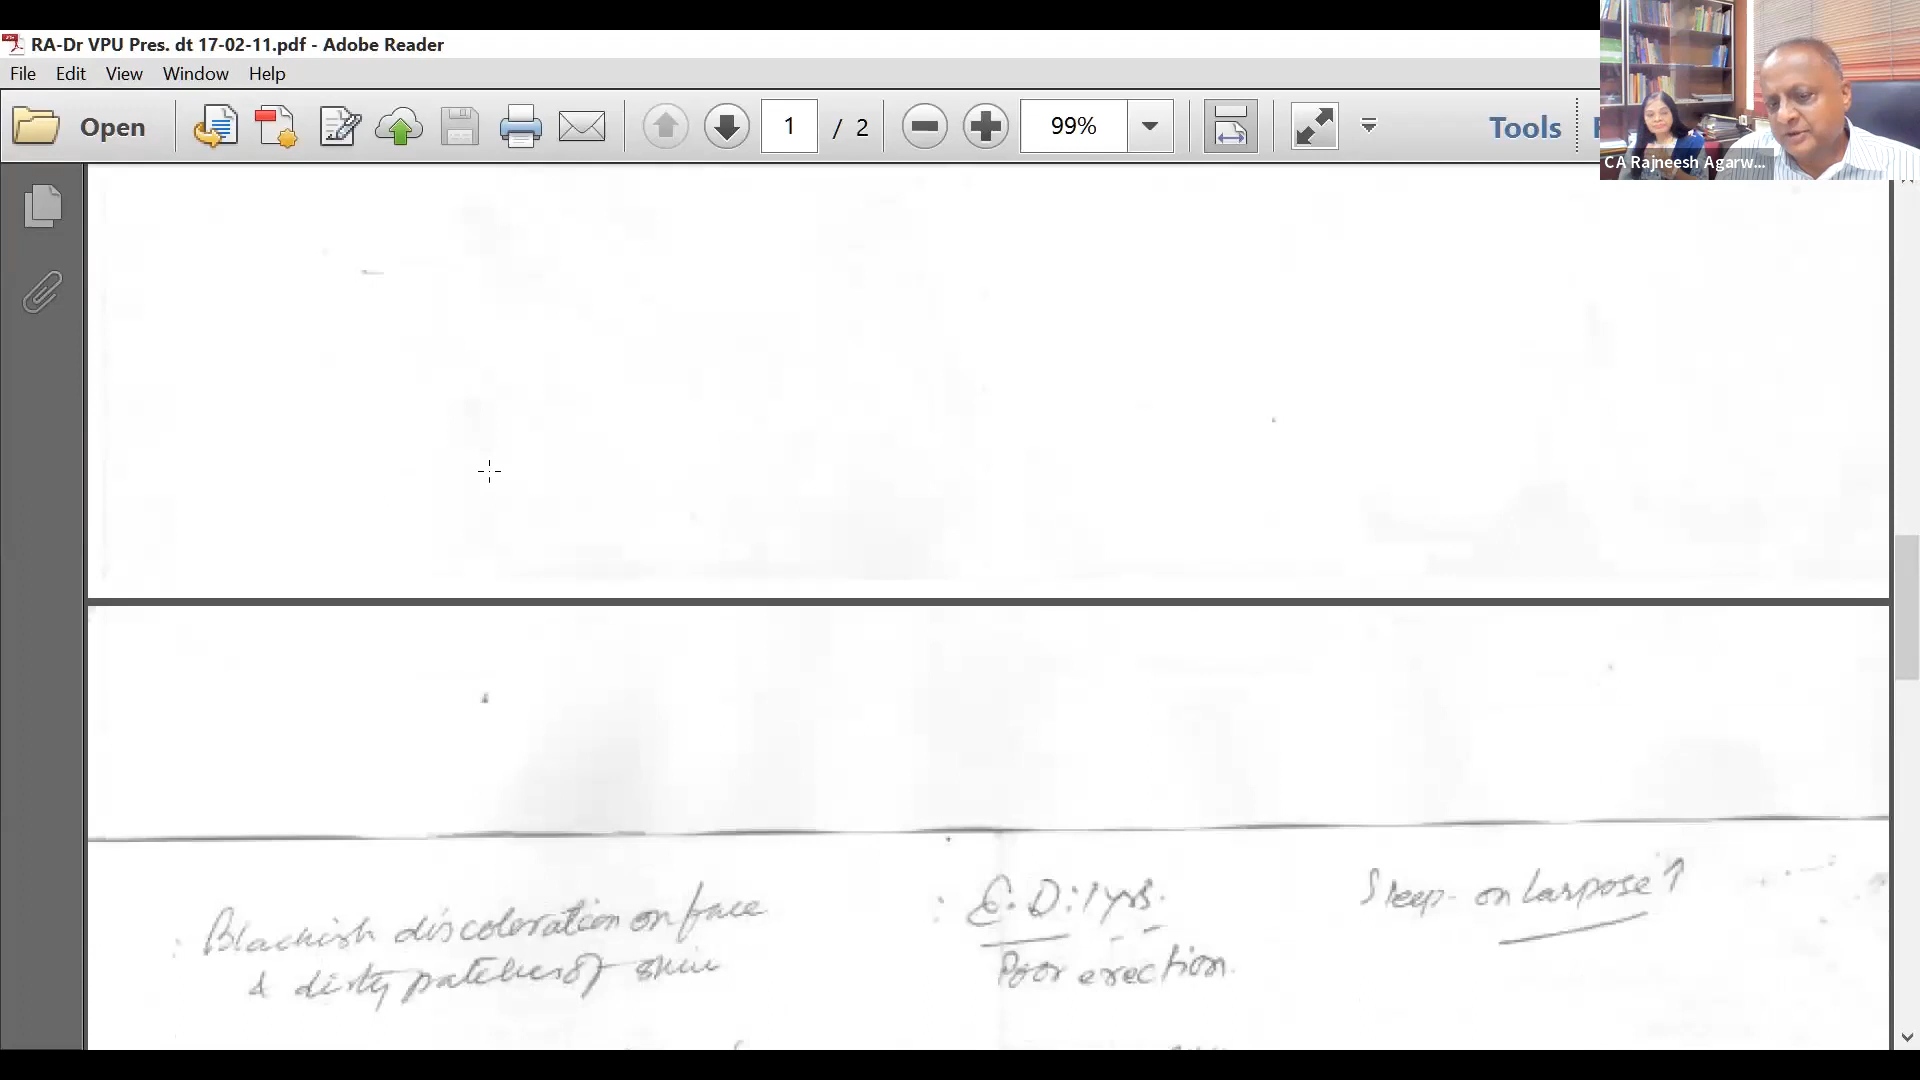 RA-Dr VPU Pres. dt 17-02-11.pdf - Adobe Reader
File Edit View Window Help
Open 1 / 2 99% Tools
CA Rajneesh Agarw...
: Blackish discoloration on face
& dirty patches of skin
: E.D: 1 yrs.
Poor erection.
Sleep - on Larpose ↑